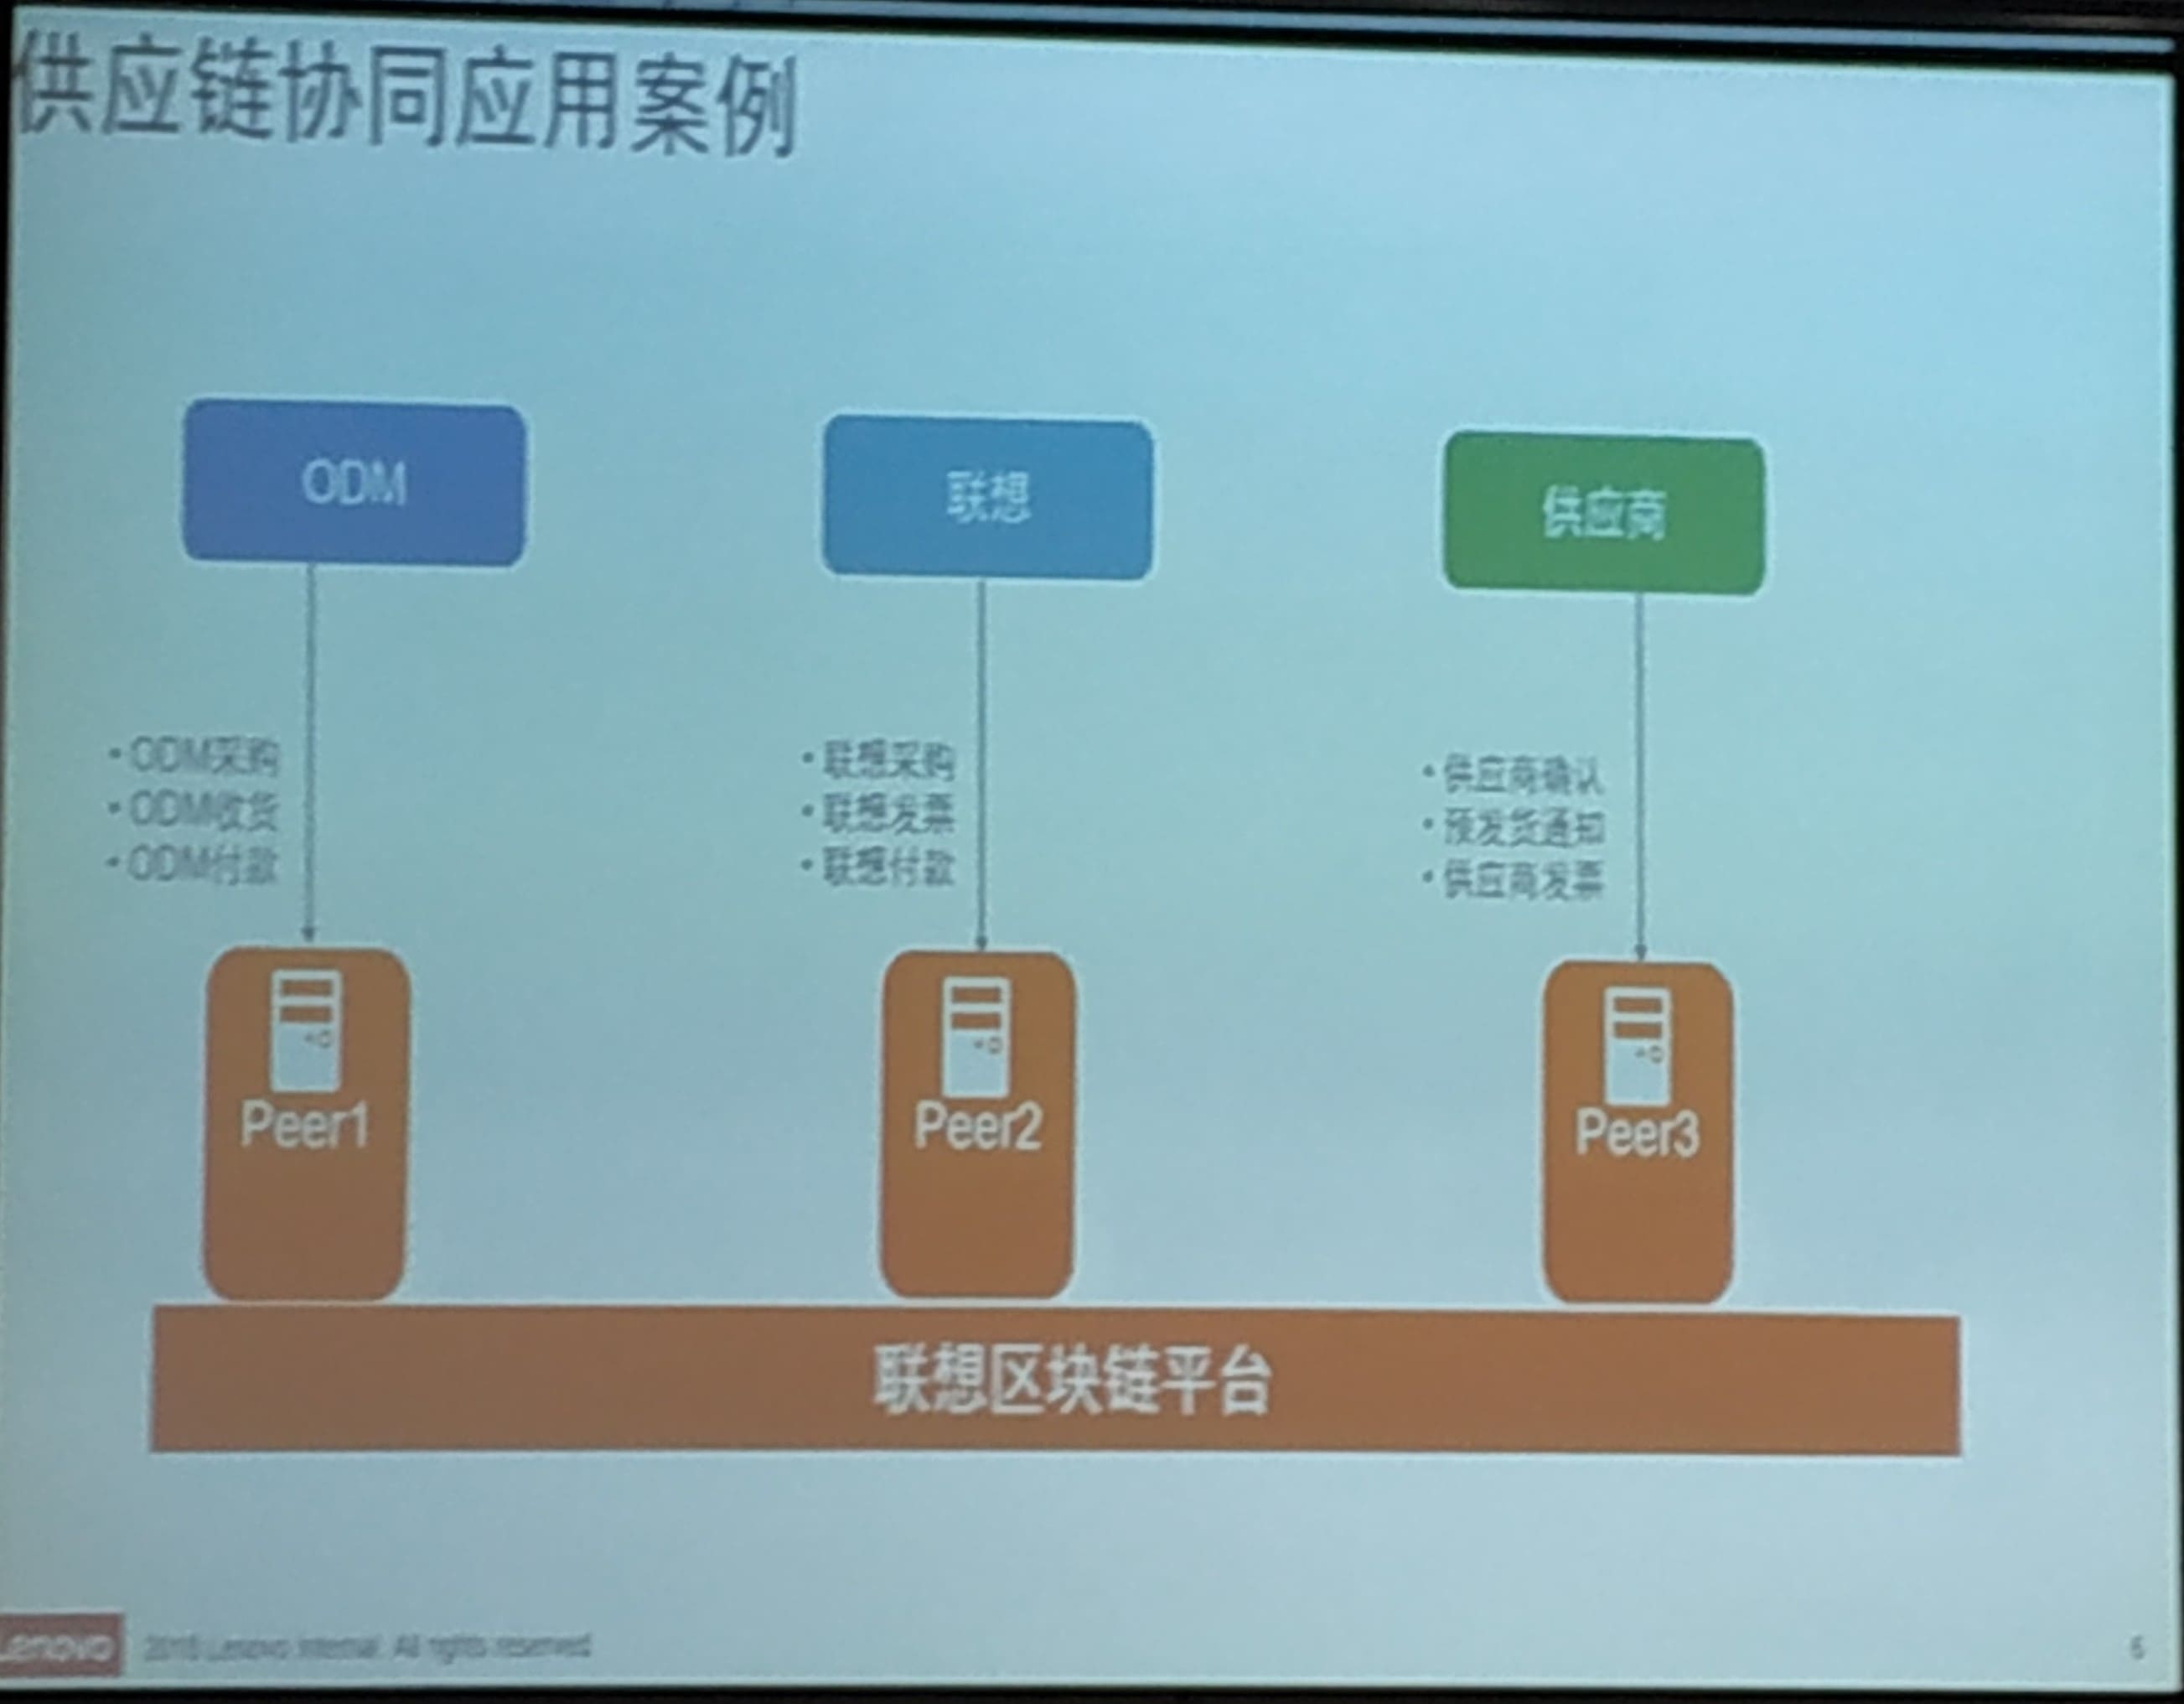 供应链协同应用案例
ODM
联想
供应商
• ODM采购
• ODM收货
• ODM付款
• 联想采购
• 联想发票
• 联想付款
• 供应商确认
• 预发货通知
• 供应商发票
Peer1
Peer2
Peer3
联想区块链平台
Lenovo
Lenovo Internal. All rights reserved.